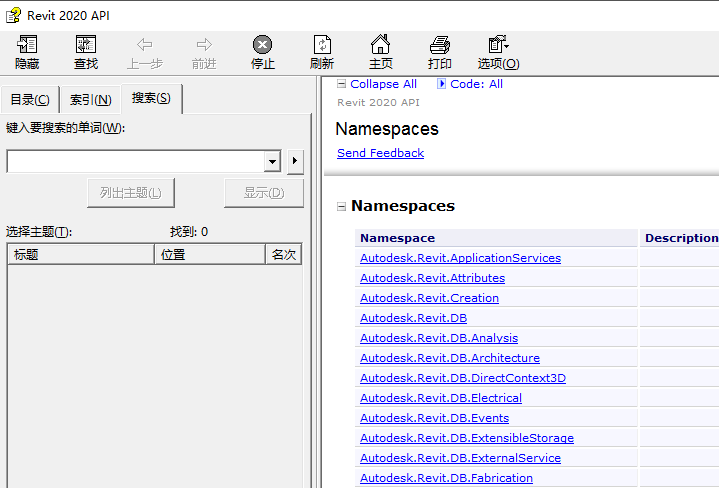 Revit 2020 API
隐藏 查找 上一步 前进 停止 刷新 主页 打印 选项(O)
目录(C) 索引(N) 搜索(S)
键入要搜索的单词(W):
列出主题(L) 显示(D)
选择主题(T): 找到: 0
标题 位置 名次
Collapse All Code: All
Revit 2020 API
Namespaces
Send Feedback
Namespaces
Namespace Description
Autodesk.Revit.ApplicationServices
Autodesk.Revit.Attributes
Autodesk.Revit.Creation
Autodesk.Revit.DB
Autodesk.Revit.DB.Analysis
Autodesk.Revit.DB.Architecture
Autodesk.Revit.DB.DirectContext3D
Autodesk.Revit.DB.Electrical
Autodesk.Revit.DB.Events
Autodesk.Revit.DB.ExtensibleStorage
Autodesk.Revit.DB.ExternalService
Autodesk.Revit.DB.Fabrication